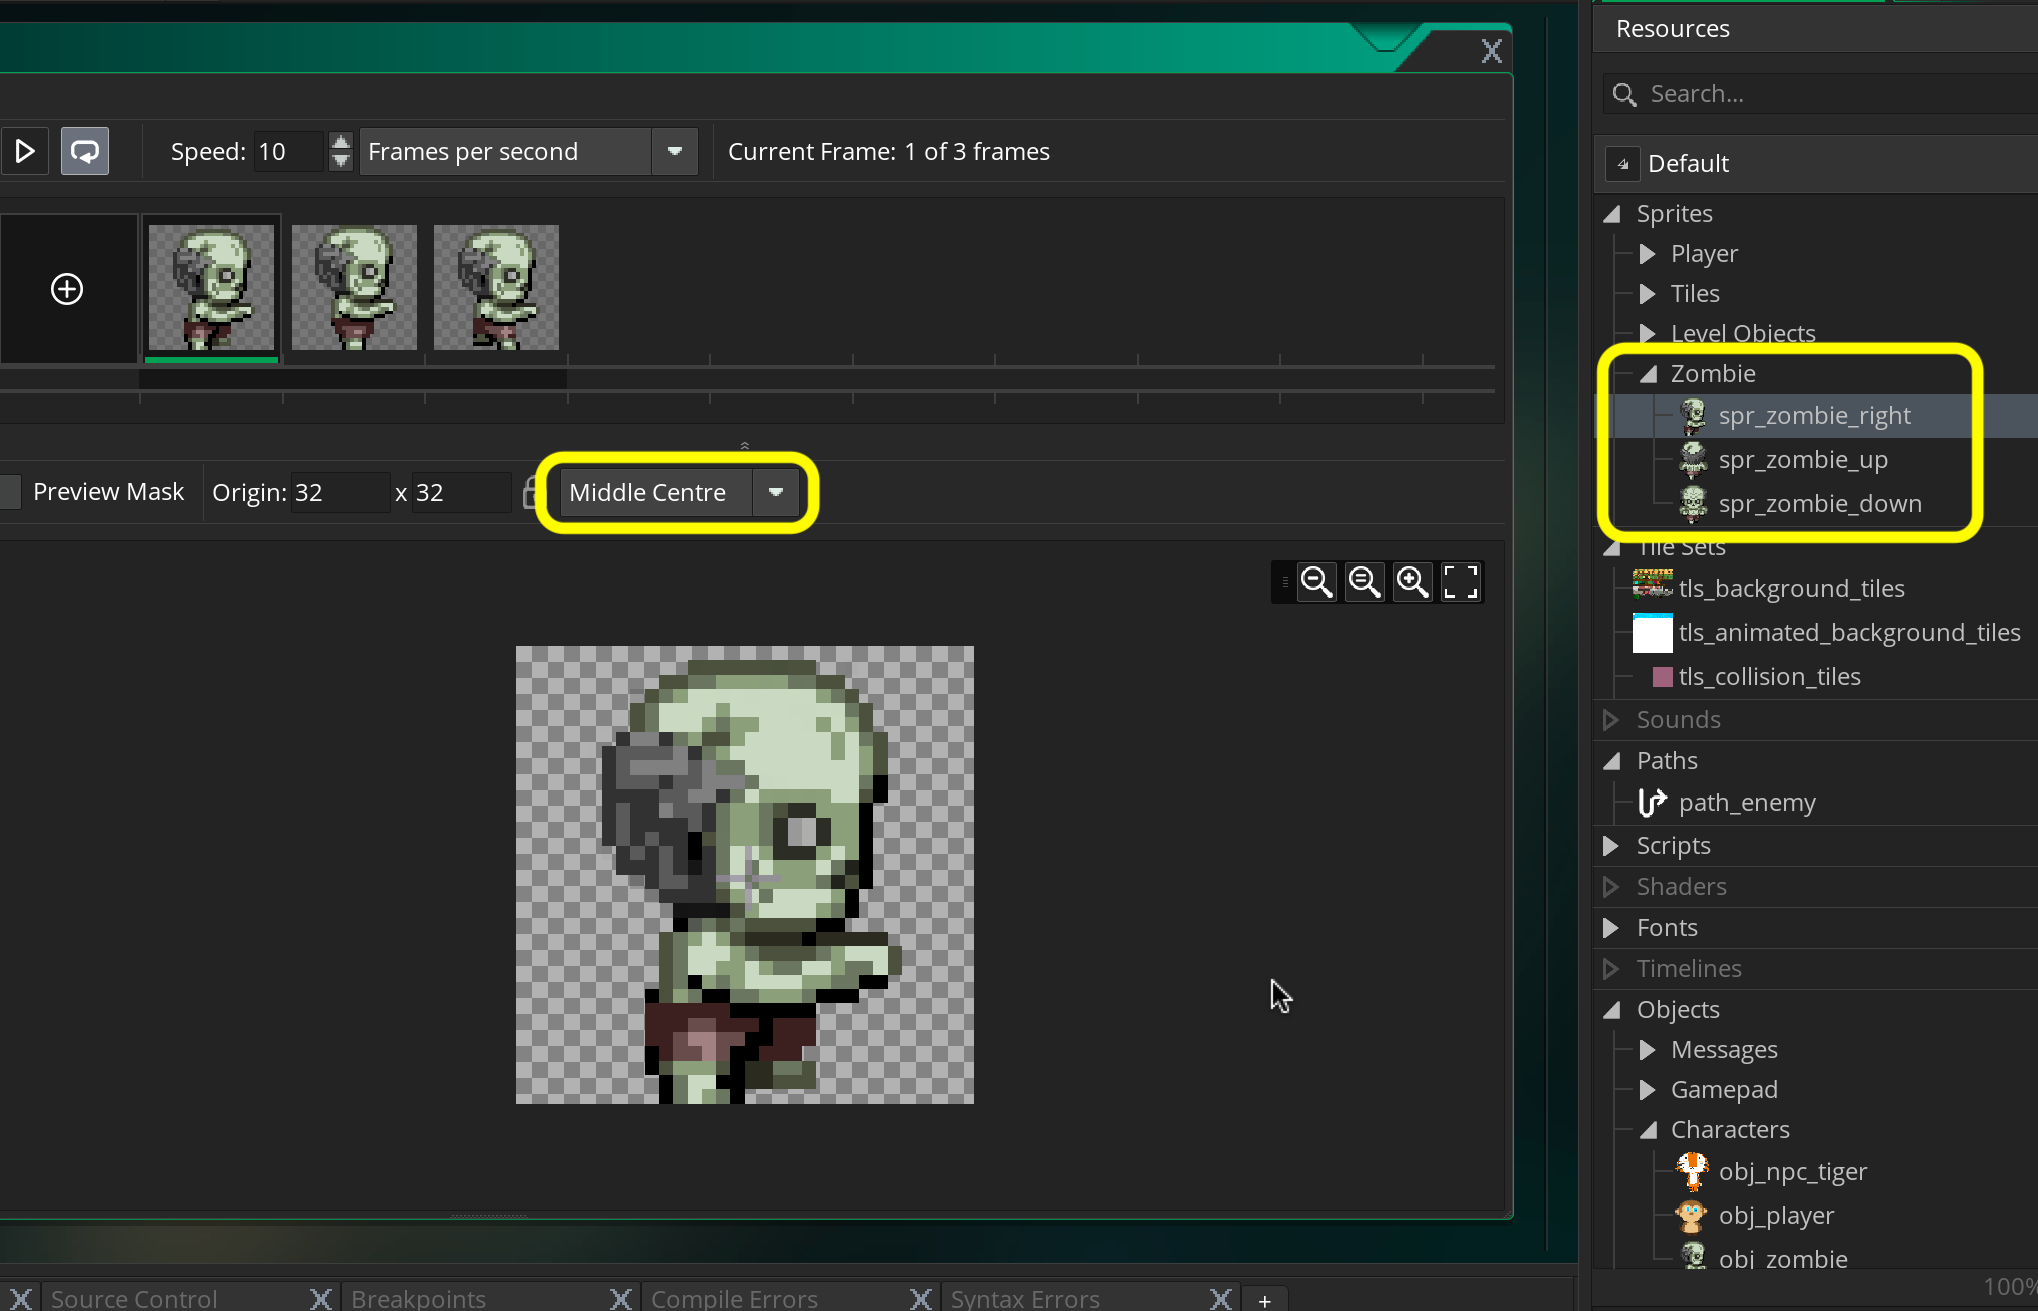 Resources
Search...
Default
Speed: 10 Frames per second Current Frame: 1 of 3 frames
Sprites
Player
Tiles
Level Objects
Zombie
spr_zombie_right
spr_zombie_up
spr_zombie_down
Preview Mask Origin: 32 x 32 Middle Centre
Tile Sets
tls_background_tiles
tls_animated_background_tiles
tls_collision_tiles
Sounds
Paths
path_enemy
Scripts
Shaders
Fonts
Timelines
Objects
Messages
Gamepad
Characters
obj_npc_tiger
obj_player
obj_zombie
100%
Source Control Breakpoints Compile Errors Syntax Errors